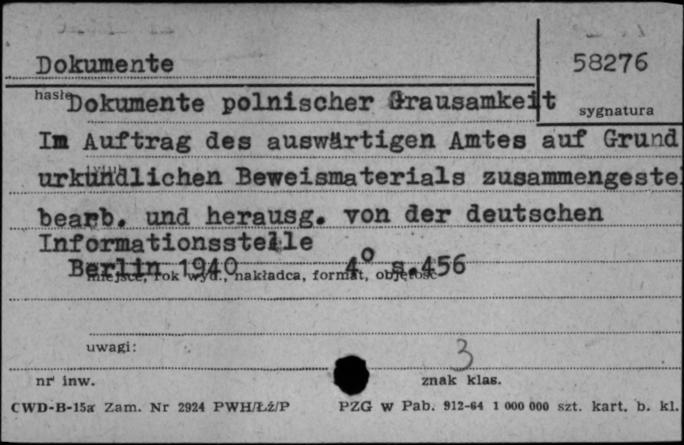 Dokumente
58276
hasło
Dokumente polnischer Grausamkeit
sygnatura
Im Auftrag des auswärtigen Amtes auf Grund
urkundlichen Beweismaterials zusammengeste
bearb. und herausg. von der deutschen
Informationsstelle
Berlin 1940 4° s.456
miejsce, rok wyd., nakładca, format, objętość
uwagi:
3
nr inw.
znak klas.
CWD-B-15a Zam. Nr 2924 PWH/Łź/P PZG w Pab. 912-64 1 000 000 szt. kart. b. kl.